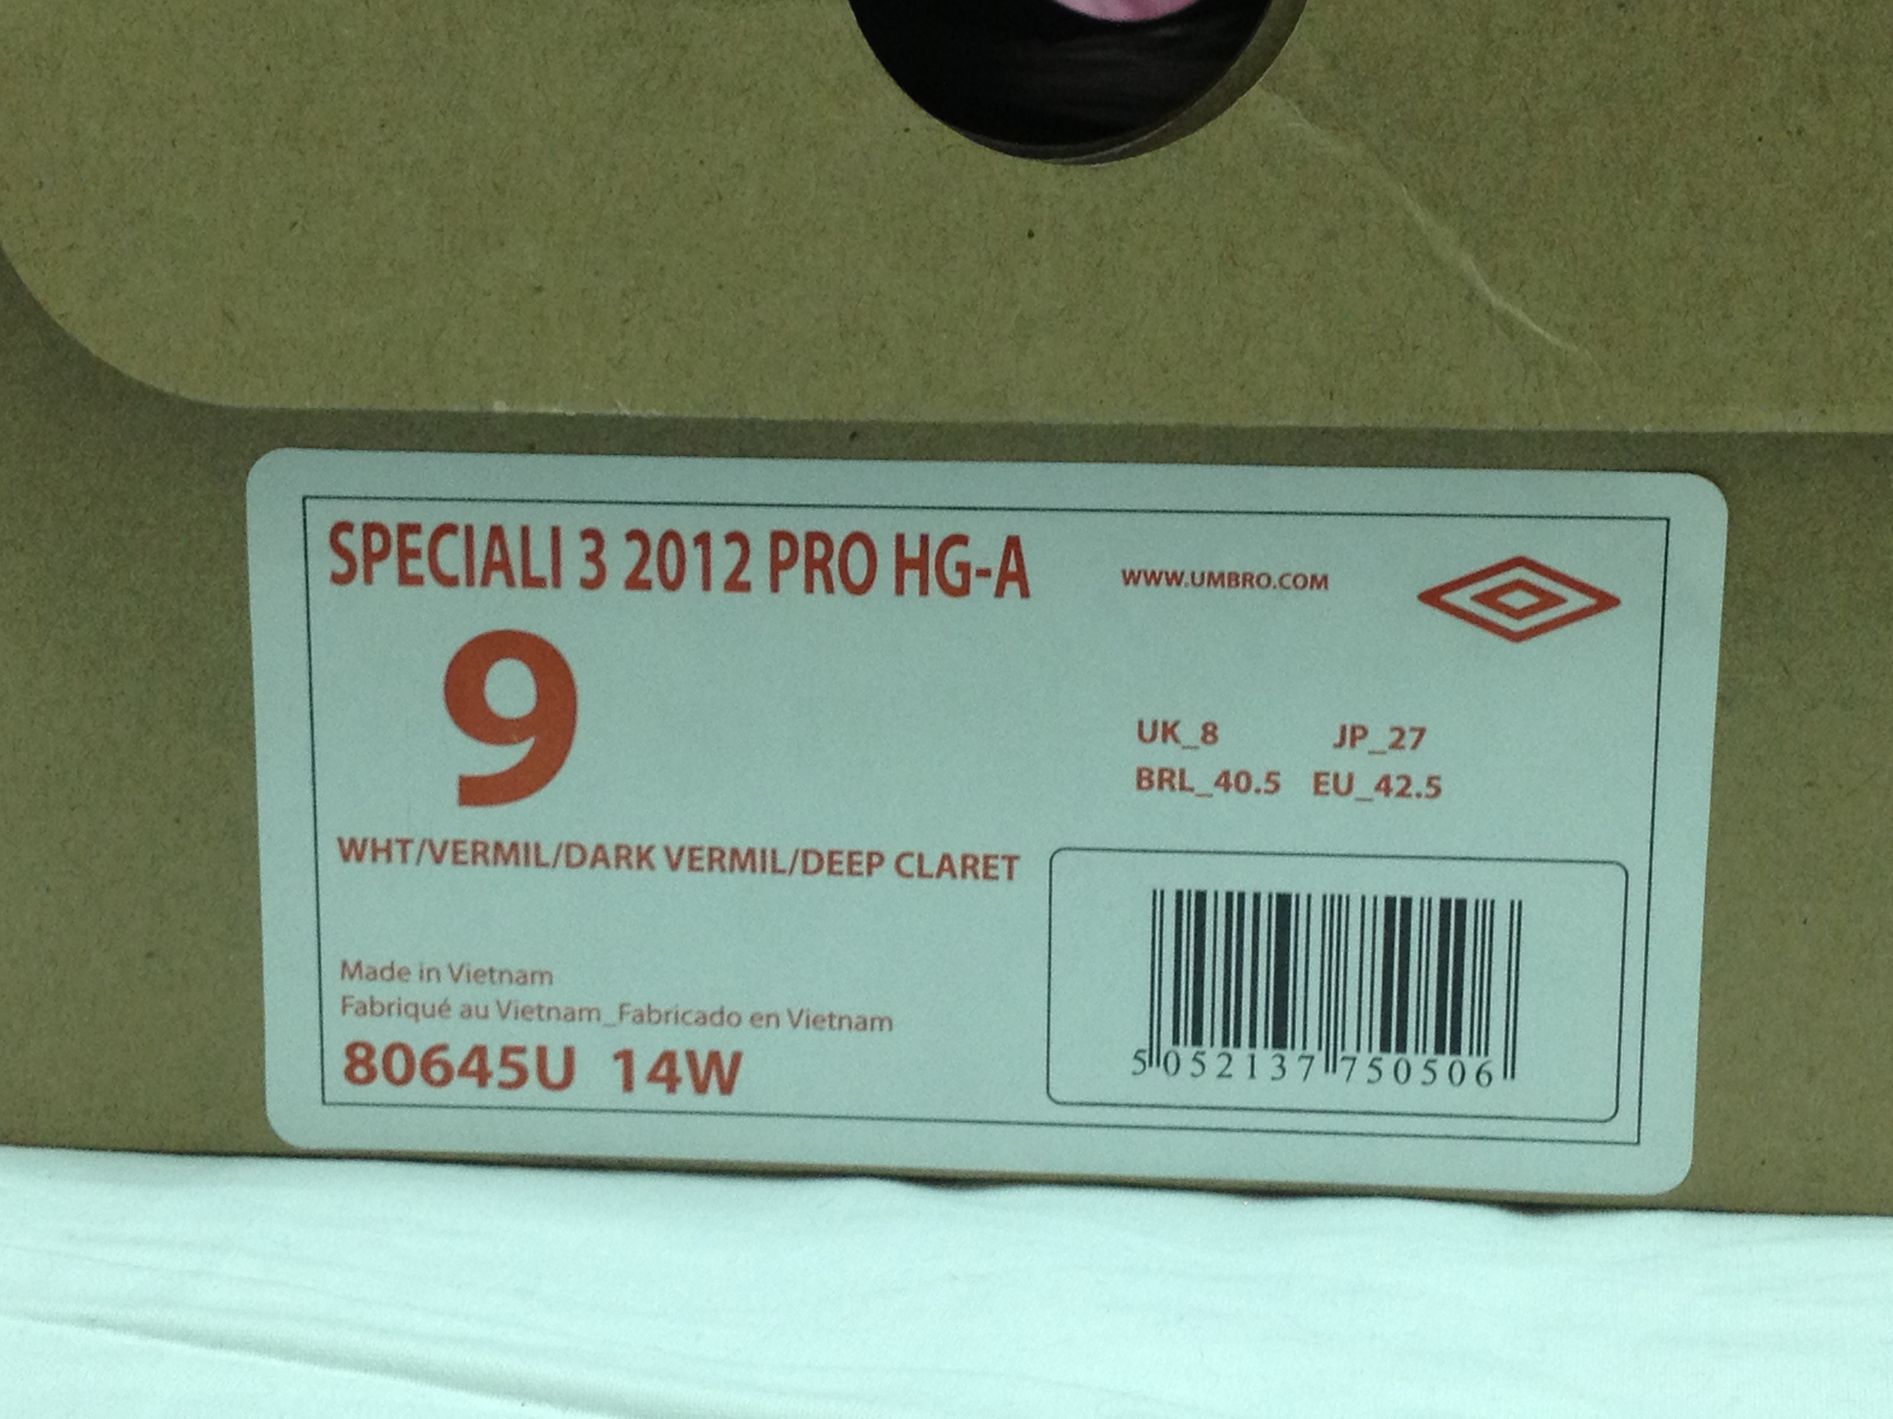 SPECIALI 3 2012 PRO HG-A
WWW.UMBRO.COM
9
UK_8 JP_27
BRL_40.5 EU_42.5
WHT/VERMIL/DARK VERMIL/DEEP CLARET
Made in Vietnam
Fabriqué au Vietnam_Fabricado en Vietnam
80645U 14W
5 052137 750506